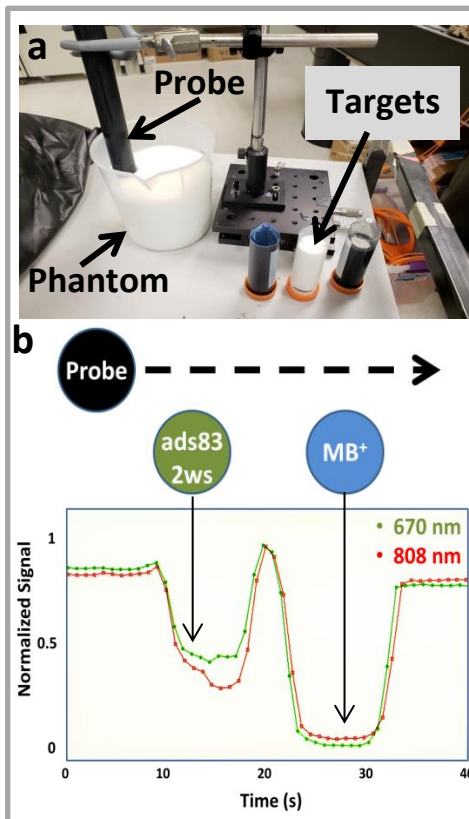 a
Probe
Targets
Phantom
b
Probe
ads83
2ws
MB⁺
• 670 nm
• 808 nm
1
0.5
0
Normalized Signal
0 10 20 30 40
Time (s)